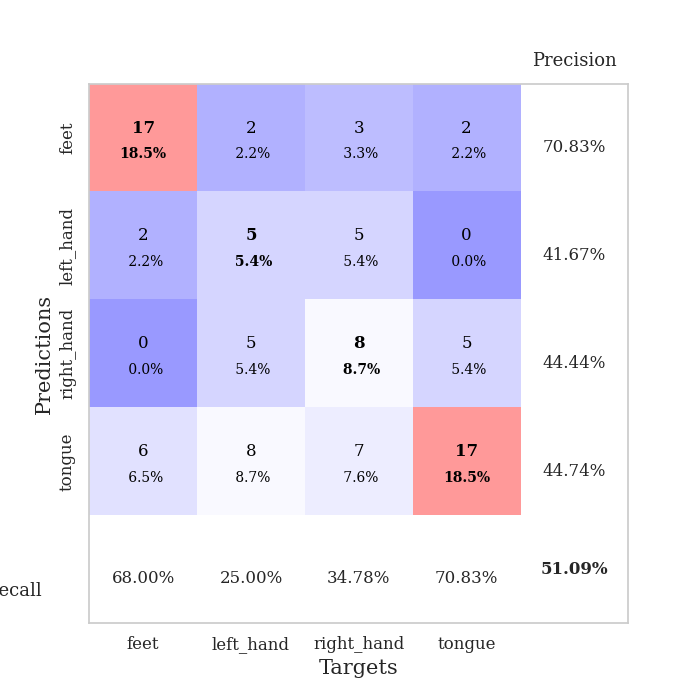 Precision
feet 17 2 3 2 70.83%
18.5% 2.2% 3.3% 2.2%
left_hand 2 5 5 0 41.67%
2.2% 5.4% 5.4% 0.0%
right_hand 0 5 8 5 44.44%
0.0% 5.4% 8.7% 5.4%
tongue 6 8 7 17 44.74%
6.5% 8.7% 7.6% 18.5%
Predictions
ecall 68.00% 25.00% 34.78% 70.83% 51.09%
feet left_hand right_hand tongue
Targets